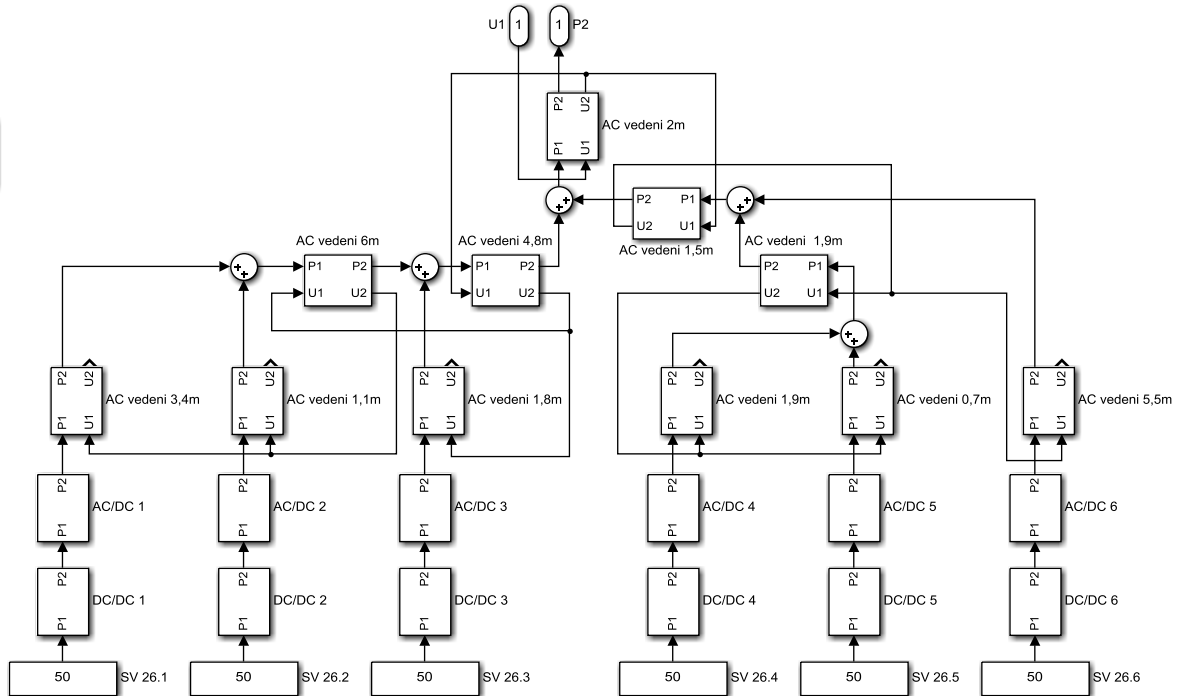 U1 1 1 P2
P2 U2
AC vedeni 2m
P1 U1
P2 P1
U2 U1
AC vedeni 1,5m
AC vedeni 6m
P1 P2
U1 U2
AC vedeni 4,8m
P1 P2
U1 U2
AC vedeni 1,9m
P2 P1
U2 U1
P2 U2
P1 U1
AC vedeni 3,4m
P2 U2
P1 U1
AC vedeni 1,1m
P2 U2
P1 U1
AC vedeni 1,8m
P2 U2
P1 U1
AC vedeni 1,9m
P2 U2
P1 U1
AC vedeni 0,7m
P2 U2
P1 U1
AC vedeni 5,5m
P2
P1
AC/DC 1
P2
P1
AC/DC 2
P2
P1
AC/DC 3
P2
P1
AC/DC 4
P2
P1
AC/DC 5
P2
P1
AC/DC 6
P2
P1
DC/DC 1
P2
P1
DC/DC 2
P2
P1
DC/DC 3
P2
P1
DC/DC 4
P2
P1
DC/DC 5
P2
P1
DC/DC 6
50 SV 26.1
50 SV 26.2
50 SV 26.3
50 SV 26.4
50 SV 26.5
50 SV 26.6